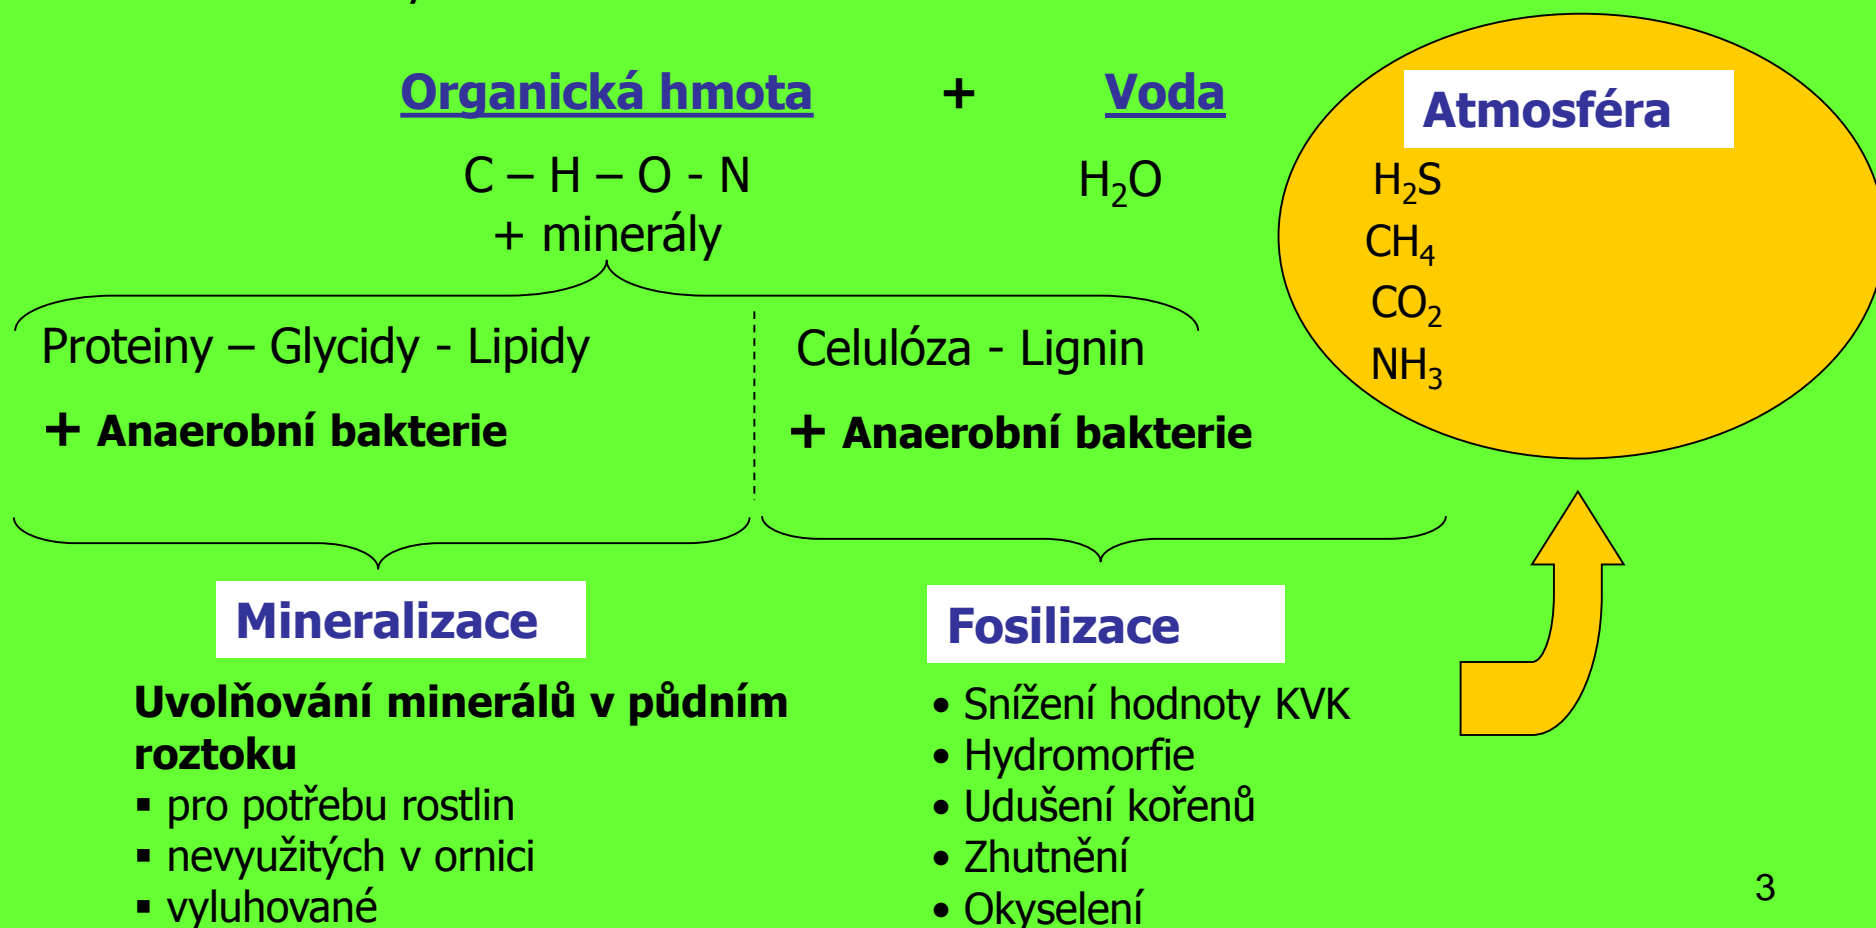 Organická hmota + Voda
C – H – O - N
+ minerály
H₂O
Atmosféra
H₂S
CH₄
CO₂
NH₃
Proteiny – Glycidy - Lipidy
+ Anaerobní bakterie
Celulóza - Lignin
+ Anaerobní bakterie
Mineralizace
Uvolňování minerálů v půdním
roztoku
▪ pro potřebu rostlin
▪ nevyužitých v ornici
▪ vyluhované
Fosilizace
• Snížení hodnoty KVK
• Hydromorfie
• Udušení kořenů
• Zhutnění
• Okyselení
3